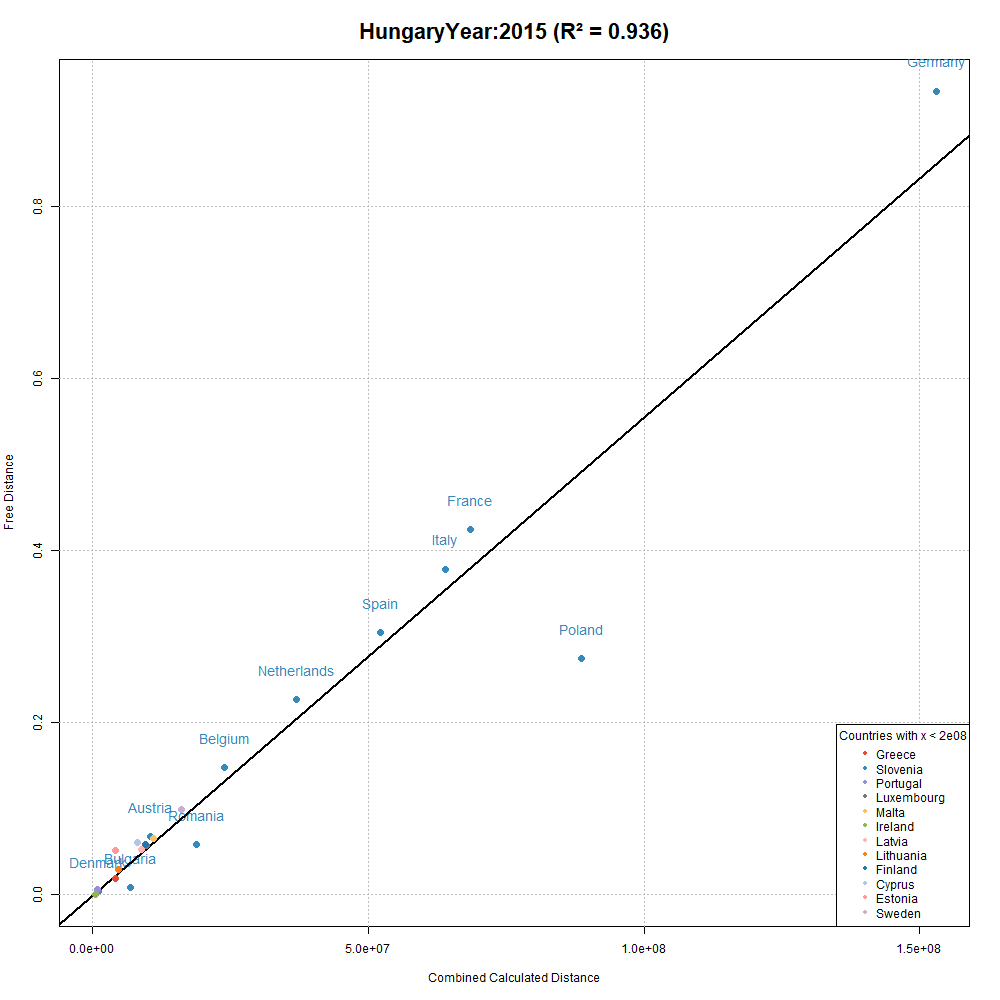 HungaryYear:2015 (R² = 0.936)
Germany
0.8
0.6
France
Italy
0.4
Spain
Poland
Netherlands
0.2
Belgium
Austria
Romania
Denmark
Bulgaria
0.0
Free Distance
Countries with x < 2e08
Greece
Slovenia
Portugal
Luxembourg
Malta
Ireland
Latvia
Lithuania
Finland
Cyprus
Estonia
Sweden
0.0e+00 5.0e+07 1.0e+08 1.5e+08
Combined Calculated Distance